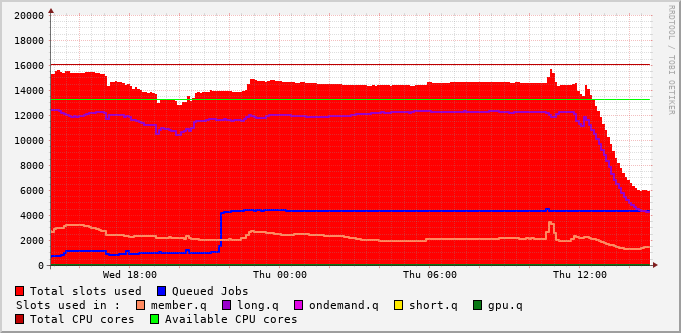 RRDTOOL / TOBI OETIKER
20000
18000
16000
14000
12000
10000
8000
6000
4000
2000
0
Wed 18:00 Thu 00:00 Thu 06:00 Thu 12:00
Total slots used Queued Jobs
Slots used in : member.q long.q ondemand.q short.q gpu.q
Total CPU cores Available CPU cores